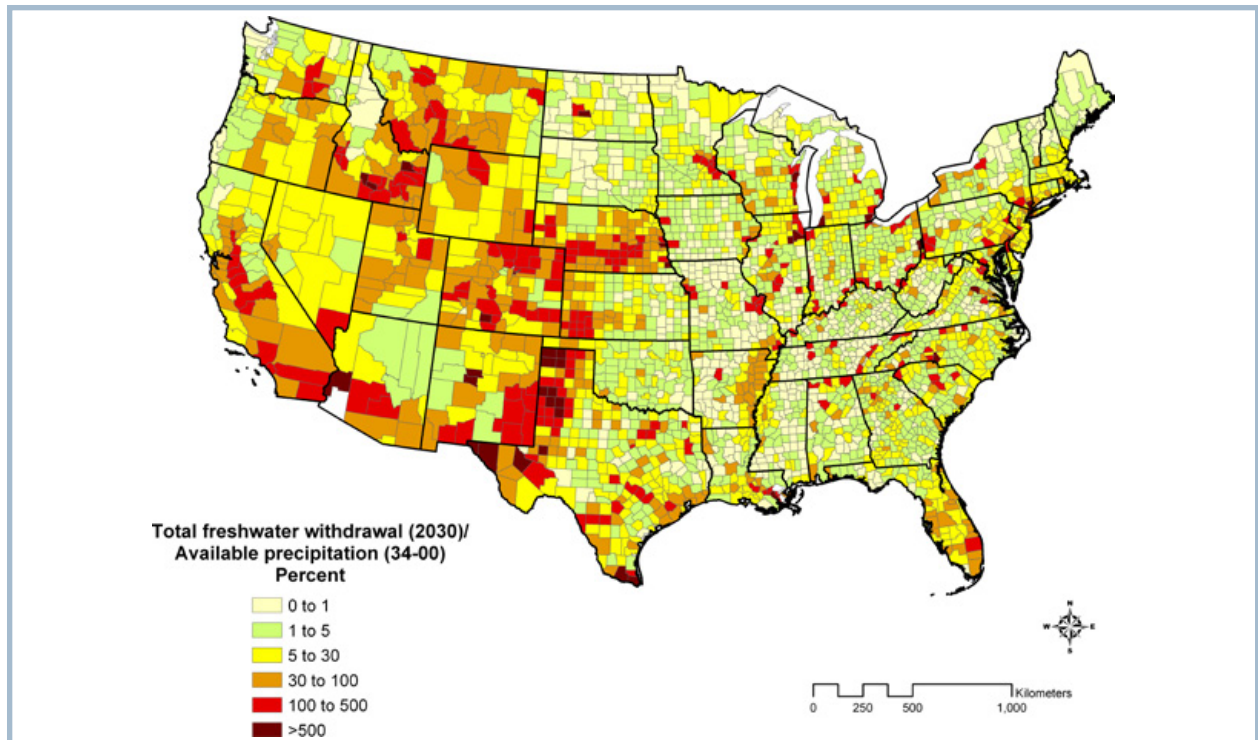 Total freshwater withdrawal (2030)/
Available precipitation (34-00)
Percent
0 to 1
1 to 5
5 to 30
30 to 100
100 to 500
>500
N
W E
S
Kilometers
0 250 500 1,000